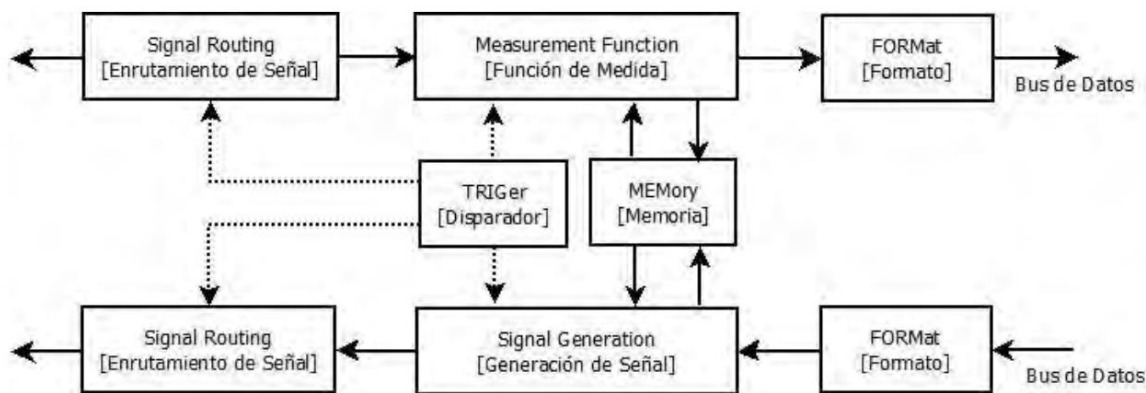 Signal Routing
[Enrutamiento de Señal]
Measurement Function
[Función de Medida]
FORMat
[Formato]
Bus de Datos
TRIGer
[Disparador]
MEMory
[Memoria]
Signal Routing
[Enrutamiento de Señal]
Signal Generation
[Generación de Señal]
FORMat
[Formato]
Bus de Datos